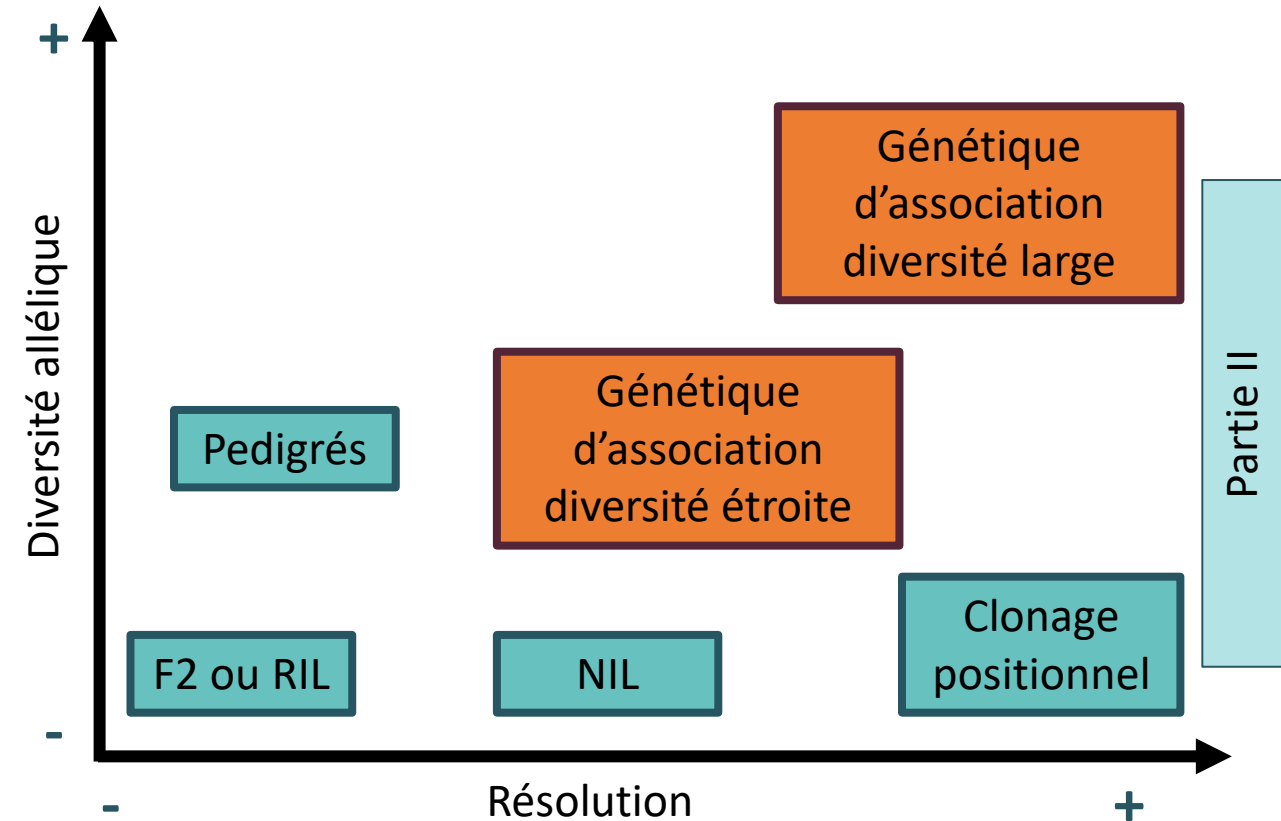 +
Diversité allélique
Génétique
d'association
diversité large
Partie II
Génétique
d'association
diversité étroite
Pedigrés
F2 ou RIL
NIL
Clonage
positionnel
-
-
Résolution
+